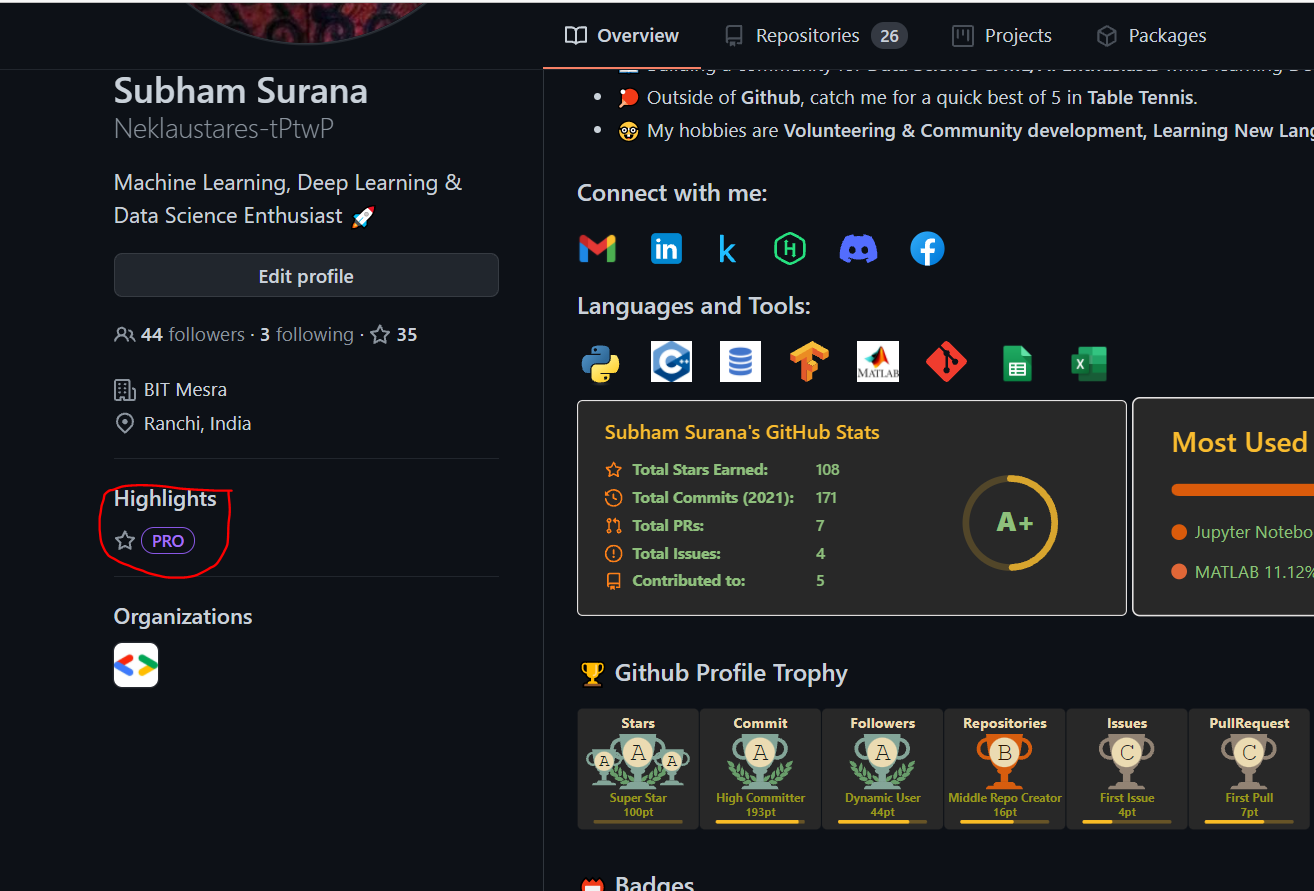 Overview
Repositories 26
Projects
Packages
Subham Surana
Neklaustares-tPtwP
Machine Learning, Deep Learning &
Data Science Enthusiast 🚀
Edit profile
44 followers · 3 following · 35
BIT Mesra
Ranchi, India
Highlights
PRO
Organizations
Outside of Github, catch me for a quick best of 5 in Table Tennis.
My hobbies are Volunteering & Community development, Learning New Lang
Connect with me:
Languages and Tools:
MATLAB
Subham Surana's GitHub Stats
Total Stars Earned: 108
Total Commits (2021): 171
Total PRs: 7
Total Issues: 4
Contributed to: 5
A+
Most Used
Jupyter Notebo
MATLAB 11.12%
🏆 Github Profile Trophy
Stars
A A A
Super Star
100pt
Commit
A
High Committer
193pt
Followers
A
Dynamic User
44pt
Repositories
B
Middle Repo Creator
16pt
Issues
C
First Issue
4pt
PullRequest
C
First Pull
7pt
Badges